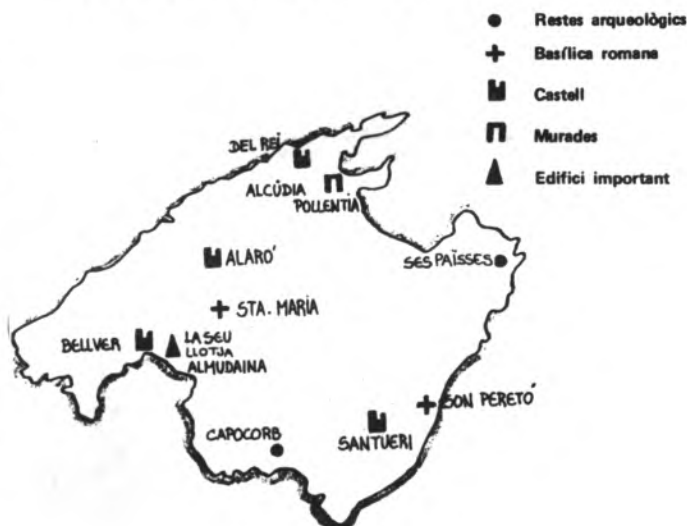 Restes arqueològics
Basílica romana
Castell
Murades
Edifici important
DEL REI
ALCÚDIA
POLLENTIA
ALARÓ
SES PAÏSSES
STA. MARIA
BELLVER
LA SEU
LLOTJA
ALMUDAINA
SON PERETÓ
SANTUERI
CAPOCORB